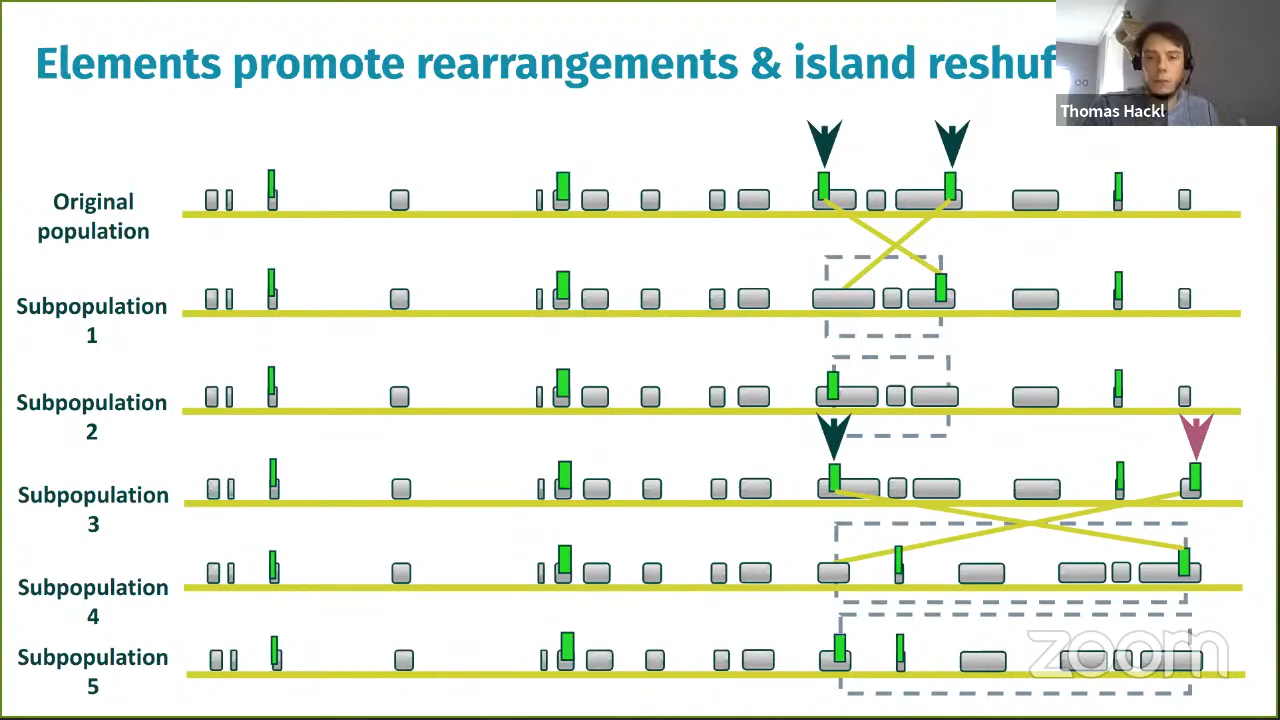 Elements promote rearrangements & island
Thomas Hackl
Original
population
Subpopulation
1
Subpopulation
2
Subpopulation
3
Subpopulation
4
Subpopulation
5
zoom